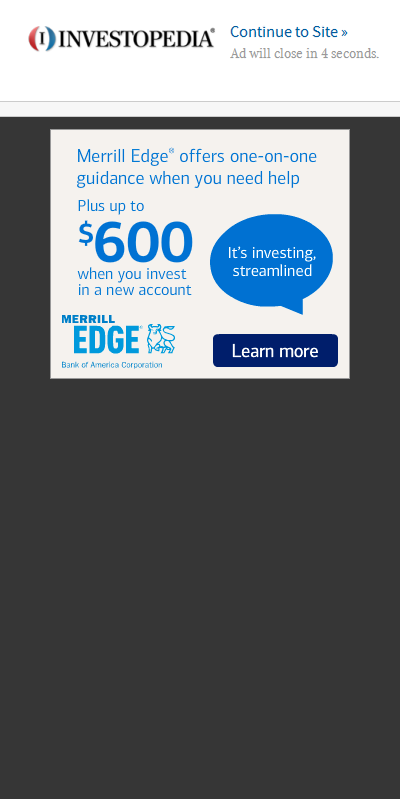 INVESTOPEDIA®
Continue to Site »
Ad will close in 4 seconds.
Merrill Edge® offers one-on-one
guidance when you need help
Plus up to
$600
when you invest
in a new account
It's investing,
streamlined
MERRILL
EDGE®
Bank of America Corporation
Learn more